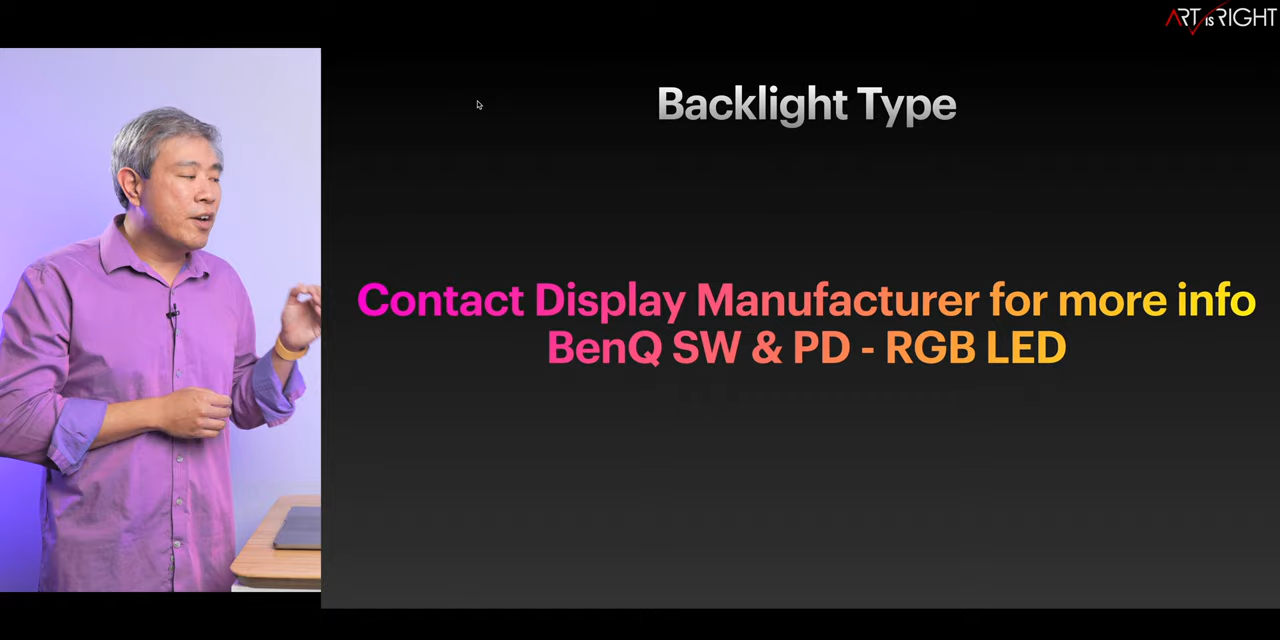 ART is RIGHT
Backlight Type
Contact Display Manufacturer for more info
BenQ SW & PD - RGB LED